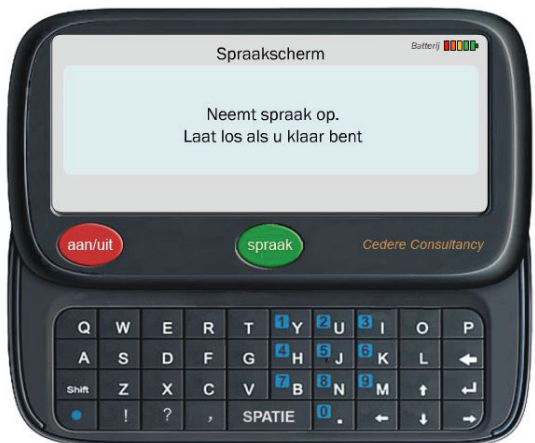 Spraakscherm
Batterij
Neemt spraak op.
Laat los als u klaar bent
aan/uit
spraak
Cedere Consultancy
Q W E R T 1 Y 2 U 3 I O P
A S D F G 4 H 5 J 6 K L
Shift Z X C V 7 B 8 N 9 M
! ? , SPATIE 0 .